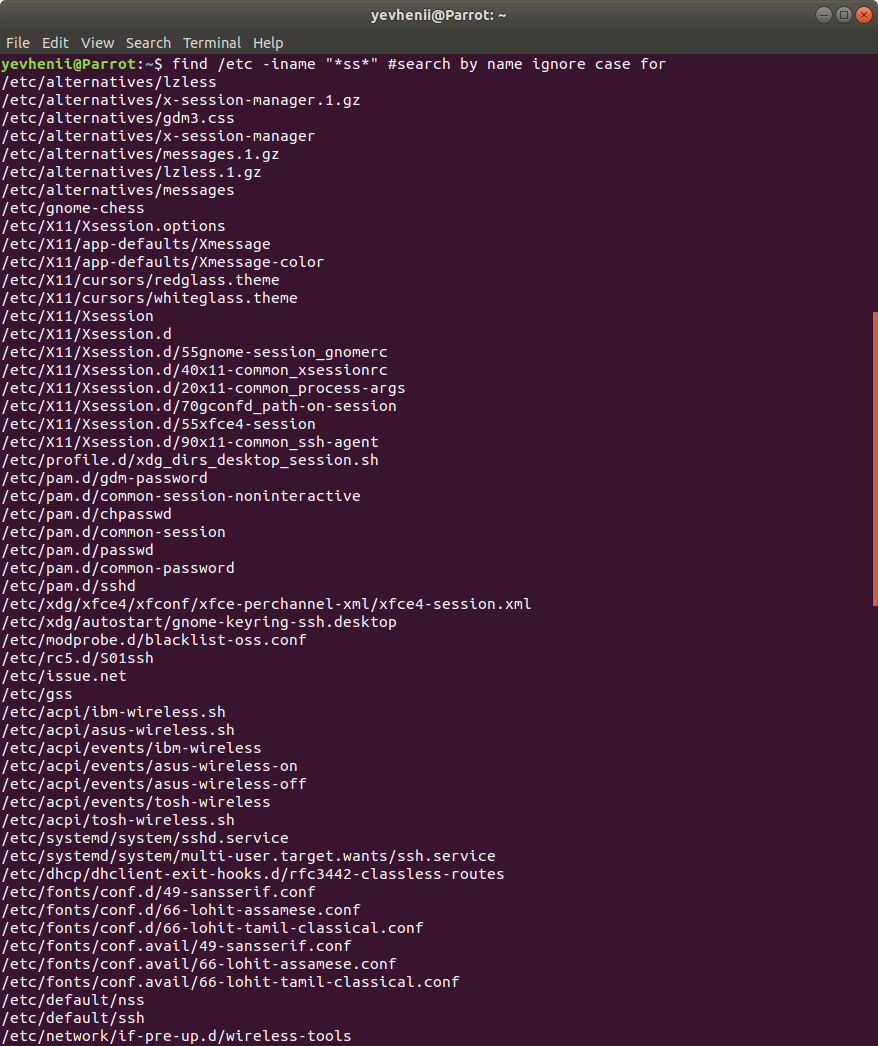 yevhenii@Parrot: ~
File Edit View Search Terminal Help
yevhenii@Parrot:~$ find /etc -iname "*ss*" #search by name ignore case for
/etc/alternatives/lzless
/etc/alternatives/x-session-manager.1.gz
/etc/alternatives/gdm3.css
/etc/alternatives/x-session-manager
/etc/alternatives/messages.1.gz
/etc/alternatives/lzless.1.gz
/etc/alternatives/messages
/etc/gnome-chess
/etc/X11/Xsession.options
/etc/X11/app-defaults/Xmessage
/etc/X11/app-defaults/Xmessage-color
/etc/X11/cursors/redglass.theme
/etc/X11/cursors/whiteglass.theme
/etc/X11/Xsession
/etc/X11/Xsession.d
/etc/X11/Xsession.d/55gnome-session_gnomerc
/etc/X11/Xsession.d/40x11-common_xsessionrc
/etc/X11/Xsession.d/20x11-common_process-args
/etc/X11/Xsession.d/70gconfd_path-on-session
/etc/X11/Xsession.d/55xfce4-session
/etc/X11/Xsession.d/90x11-common_ssh-agent
/etc/profile.d/xdg_dirs_desktop_session.sh
/etc/pam.d/gdm-password
/etc/pam.d/common-session-noninteractive
/etc/pam.d/chpasswd
/etc/pam.d/common-session
/etc/pam.d/passwd
/etc/pam.d/common-password
/etc/pam.d/sshd
/etc/xdg/xfce4/xfconf/xfce-perchannel-xml/xfce4-session.xml
/etc/xdg/autostart/gnome-keyring-ssh.desktop
/etc/modprobe.d/blacklist-oss.conf
/etc/rc5.d/S01ssh
/etc/issue.net
/etc/gss
/etc/acpi/ibm-wireless.sh
/etc/acpi/asus-wireless.sh
/etc/acpi/events/ibm-wireless
/etc/acpi/events/asus-wireless-on
/etc/acpi/events/asus-wireless-off
/etc/acpi/events/tosh-wireless
/etc/acpi/tosh-wireless.sh
/etc/systemd/system/sshd.service
/etc/systemd/system/multi-user.target.wants/ssh.service
/etc/dhcp/dhclient-exit-hooks.d/rfc3442-classless-routes
/etc/fonts/conf.d/49-sansserif.conf
/etc/fonts/conf.d/66-lohit-assamese.conf
/etc/fonts/conf.d/66-lohit-tamil-classical.conf
/etc/fonts/conf.avail/49-sansserif.conf
/etc/fonts/conf.avail/66-lohit-assamese.conf
/etc/fonts/conf.avail/66-lohit-tamil-classical.conf
/etc/default/nss
/etc/default/ssh
/etc/network/if-pre-up.d/wireless-tools